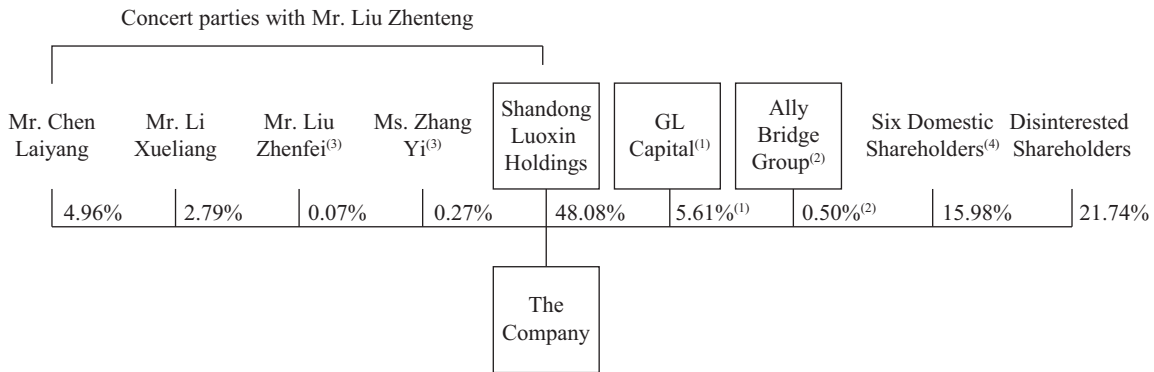 Concert parties with Mr. Liu Zhenteng
Mr. Chen
Laiyang
Mr. Li
Xueliang
Mr. Liu
Zhenfei(3)
Ms. Zhang
Yi(3)
Shandong
Luoxin
Holdings
GL
Capital(1)
Ally
Bridge
Group(2)
Six Domestic
Shareholders(4)
Disinterested
Shareholders
4.96%
2.79%
0.07%
0.27%
48.08%
5.61%(1)
0.50%(2)
15.98%
21.74%
The
Company